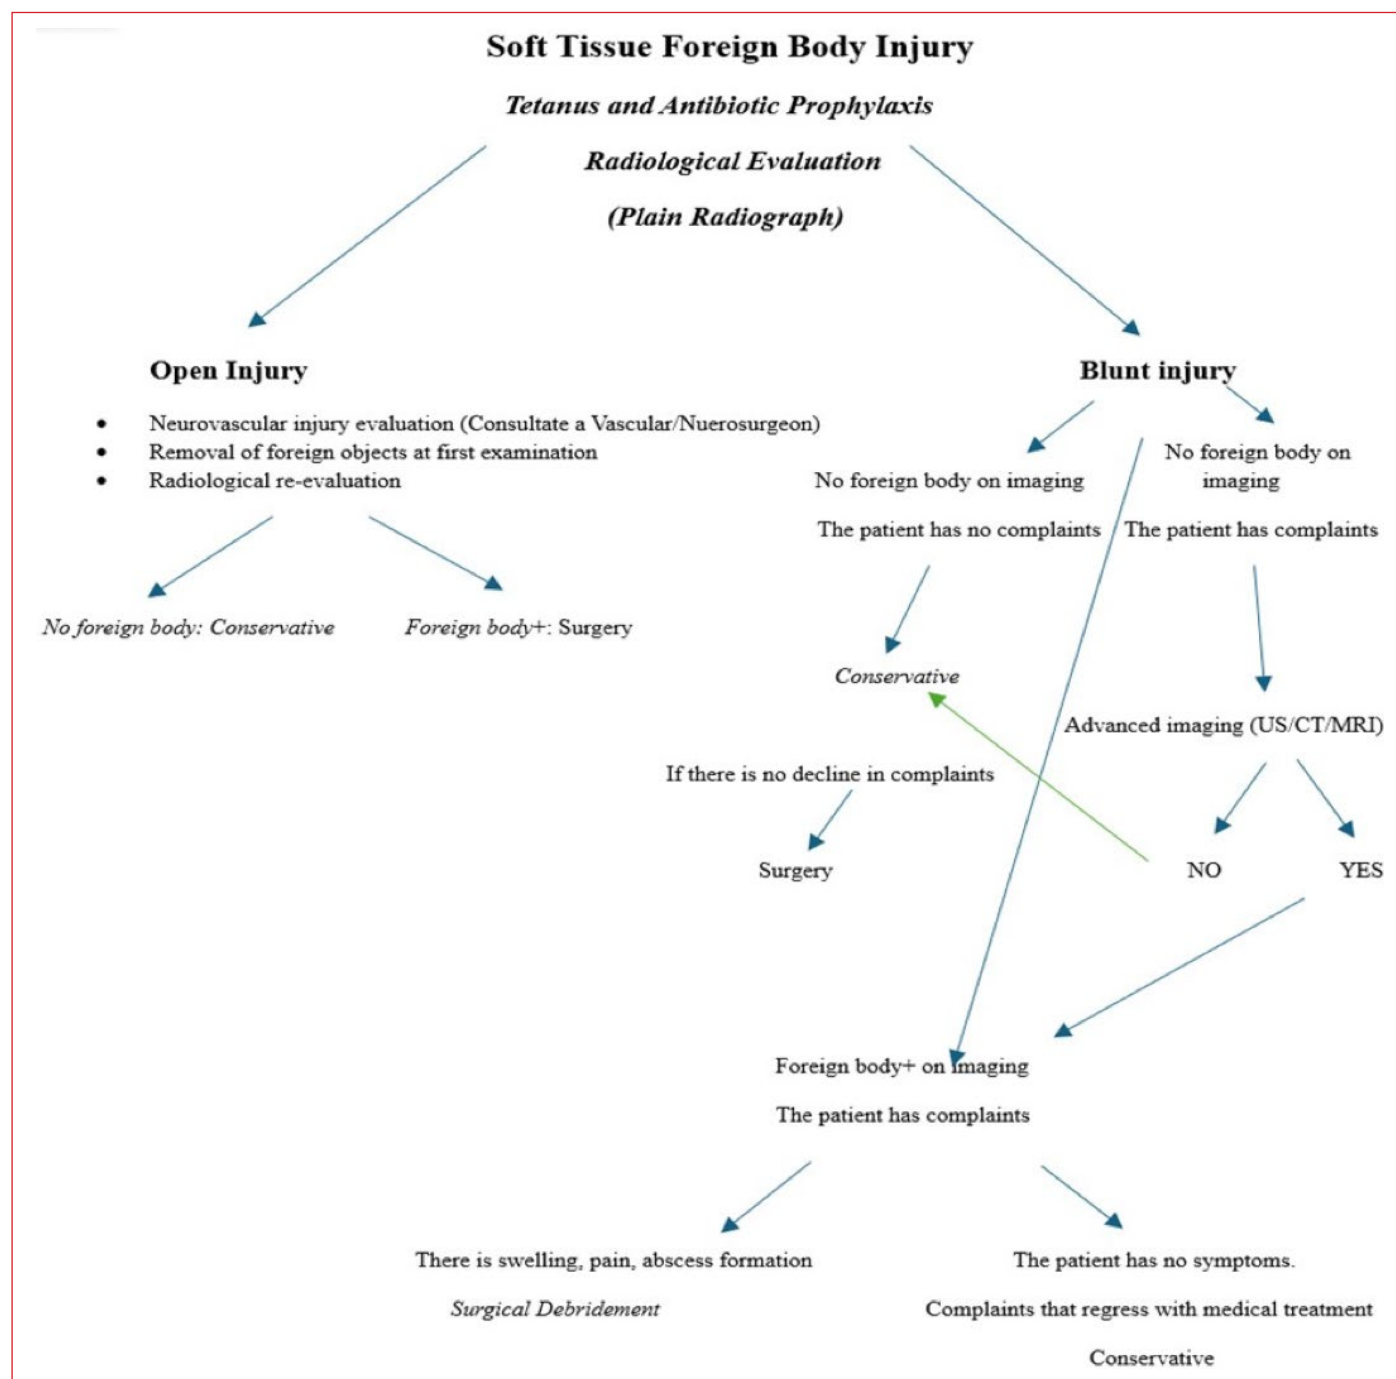 Soft Tissue Foreign Body Injury
Tetanus and Antibiotic Prophylaxis
Radiological Evaluation
(Plain Radiograph)
Open Injury
• Neurovascular injury evaluation (Consultate a Vascular/Nuerosurgeon)
• Removal of foreign objects at first examination
• Radiological re-evaluation
No foreign body: Conservative
Foreign body+: Surgery
Blunt injury
No foreign body on imaging
The patient has no complaints
Conservative
If there is no decline in complaints
Surgery
No foreign body on
imaging
The patient has complaints
Advanced imaging (US/CT/MRI)
NO
YES
Foreign body+ on imaging
The patient has complaints
There is swelling, pain, abscess formation
Surgical Debridement
The patient has no symptoms.
Complaints that regress with medical treatment
Conservative